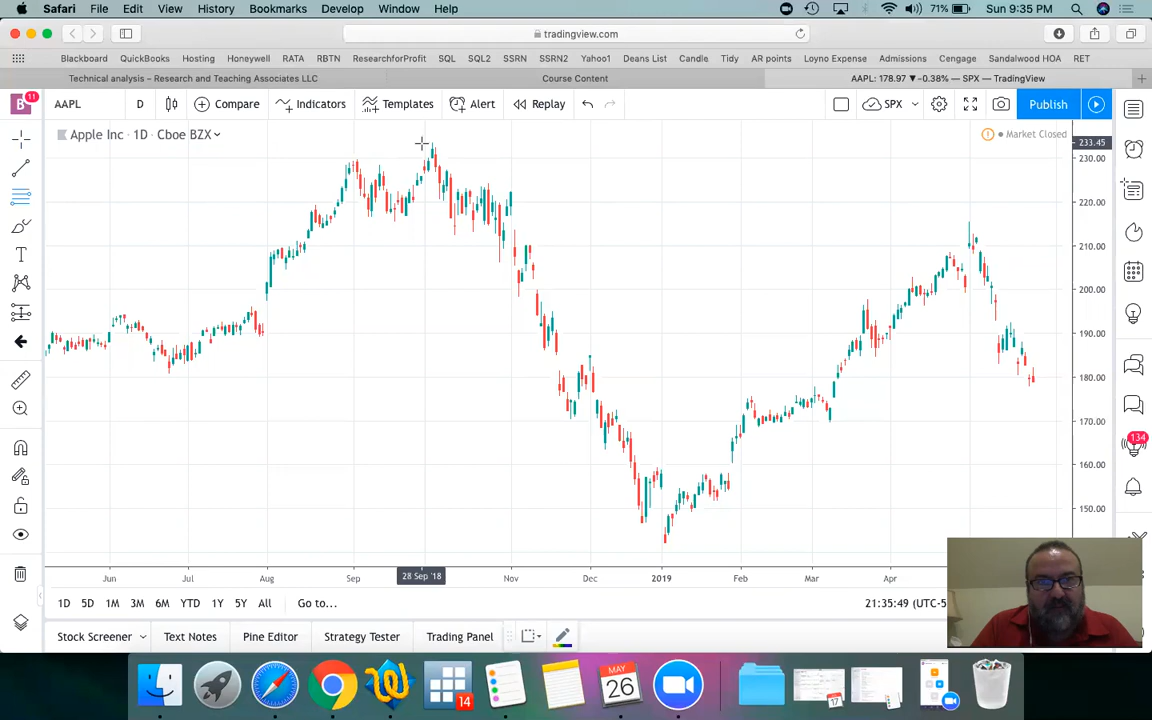 Safari File Edit View History Bookmarks Develop Window Help 71% Sun 9:35 PM
tradingview.com
Blackboard QuickBooks Hosting Honeywell RATA RBTN ResearchforProfit SQL SQL2 SSRN SSRN2 Yahoo1 Deans List Candle Tidy AR points Loyno Expense Admissions Cengage Sandalwood HOA RET
Technical analysis – Research and Teaching Associates LLC Course Content AAPL: 178.97 ▼−0.38% — SPX — TradingView
B 11 AAPL D Compare Indicators Templates Alert Replay SPX Publish
Apple Inc · 1D · Cboe BZX Market Closed
233.45
230.00
220.00
210.00
200.00
190.00
180.00
170.00
160.00
150.00
T
134
Jun Jul Aug Sep 28 Sep '18 Nov Dec 2019 Feb Mar Apr
1D 5D 1M 3M 6M YTD 1Y 5Y All Go to... 21:35:49 (UTC-5
Stock Screener Text Notes Pine Editor Strategy Tester Trading Panel
14 MAY 26 17